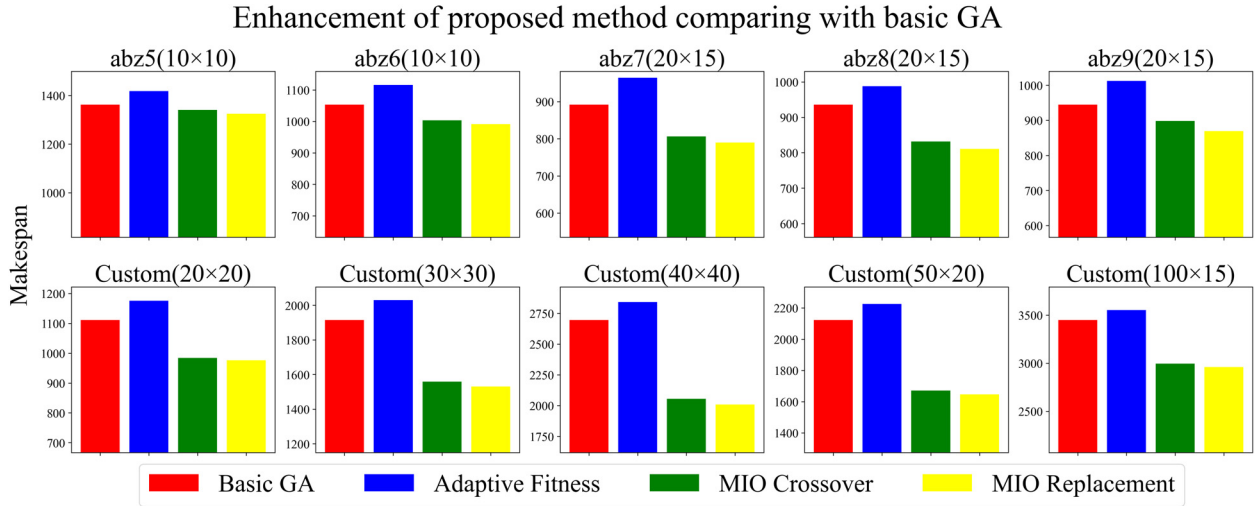 Enhancement of proposed method comparing with basic GA
Makespan
abz5(10×10)
1400
1200
1000
abz6(10×10)
1100
1000
900
800
700
abz7(20×15)
900
800
700
600
abz8(20×15)
1000
900
800
700
600
abz9(20×15)
1000
900
800
700
600
Custom(20×20)
1200
1100
1000
900
800
700
Custom(30×30)
2000
1800
1600
1400
1200
Custom(40×40)
2750
2500
2250
2000
1750
Custom(50×20)
2200
2000
1800
1600
1400
Custom(100×15)
3500
3000
2500
Basic GA
Adaptive Fitness
MIO Crossover
MIO Replacement